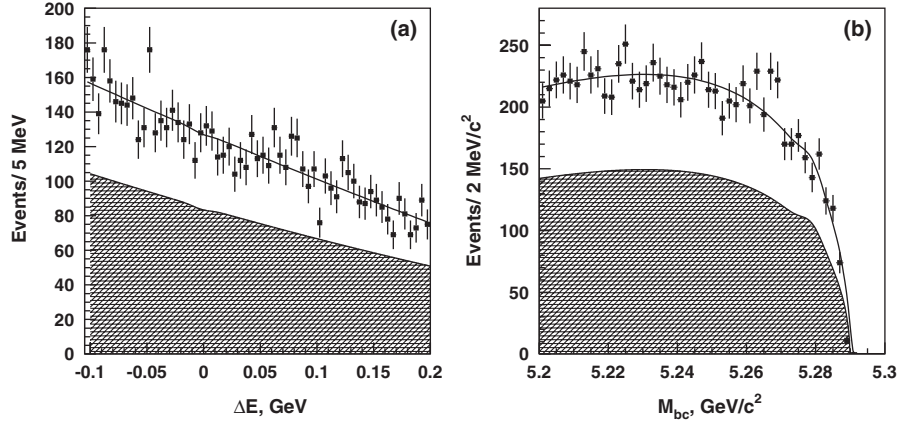 (a)
200
180
160
140
120
100
80
60
40
20
0
Events/ 5 MeV
-0.1 -0.05 0 0.05 0.1 0.15 0.2
ΔE, GeV
(b)
250
200
150
100
50
0
Events/ 2 MeV/c²
5.2 5.22 5.24 5.26 5.28 5.3
M_bc, GeV/c²